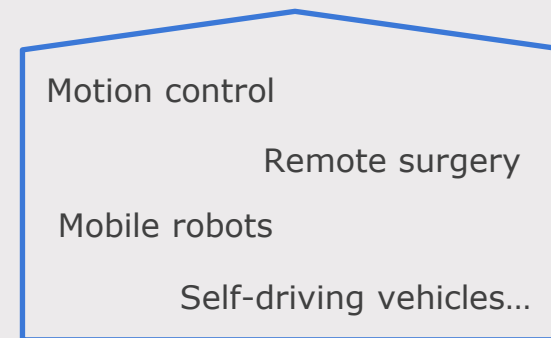 Motion control
Remote surgery
Mobile robots
Self-driving vehicles…